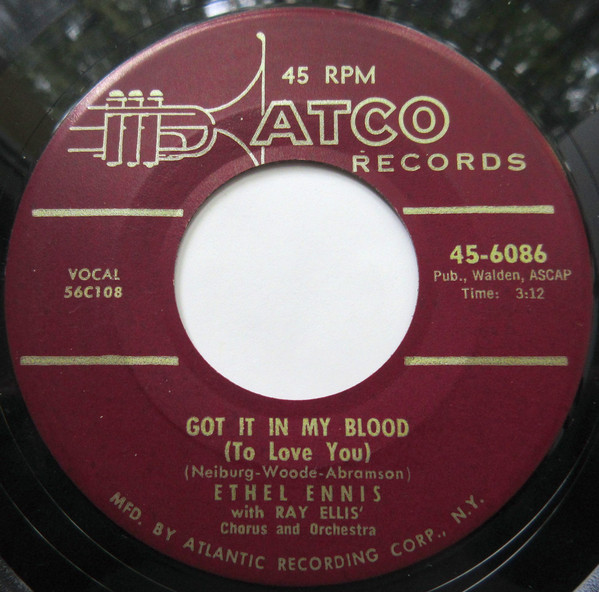 45 RPM
ATCO
RECORDS
45-6086
Pub., Walden, ASCAP
Time: 3:12
VOCAL
56C108
GOT IT IN MY BLOOD
(To Love You)
(Neiburg-Woode-Abramson)
ETHEL ENNIS
with RAY ELLIS'
Chorus and Orchestra
MFD. BY ATLANTIC RECORDING CORP., N.Y.